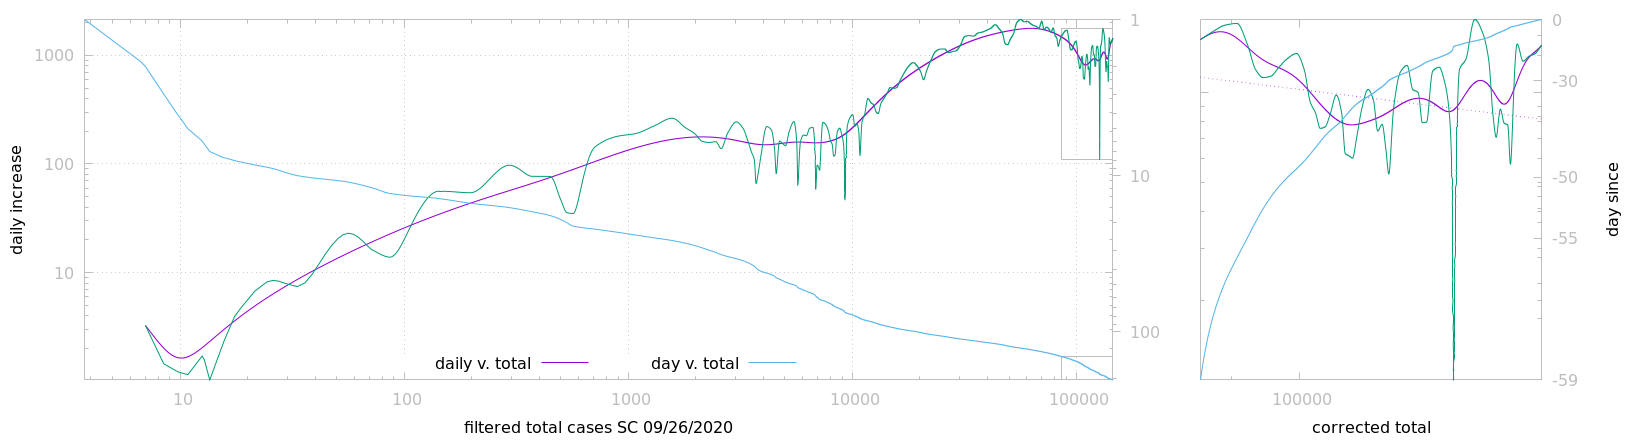 1000
100
10
daily increase
10
100
1000
10000
100000
filtered total cases SC 09/26/2020
daily v. total
day v. total
1
10
100
100000
corrected total
0
-30
-50
-55
-59
day since